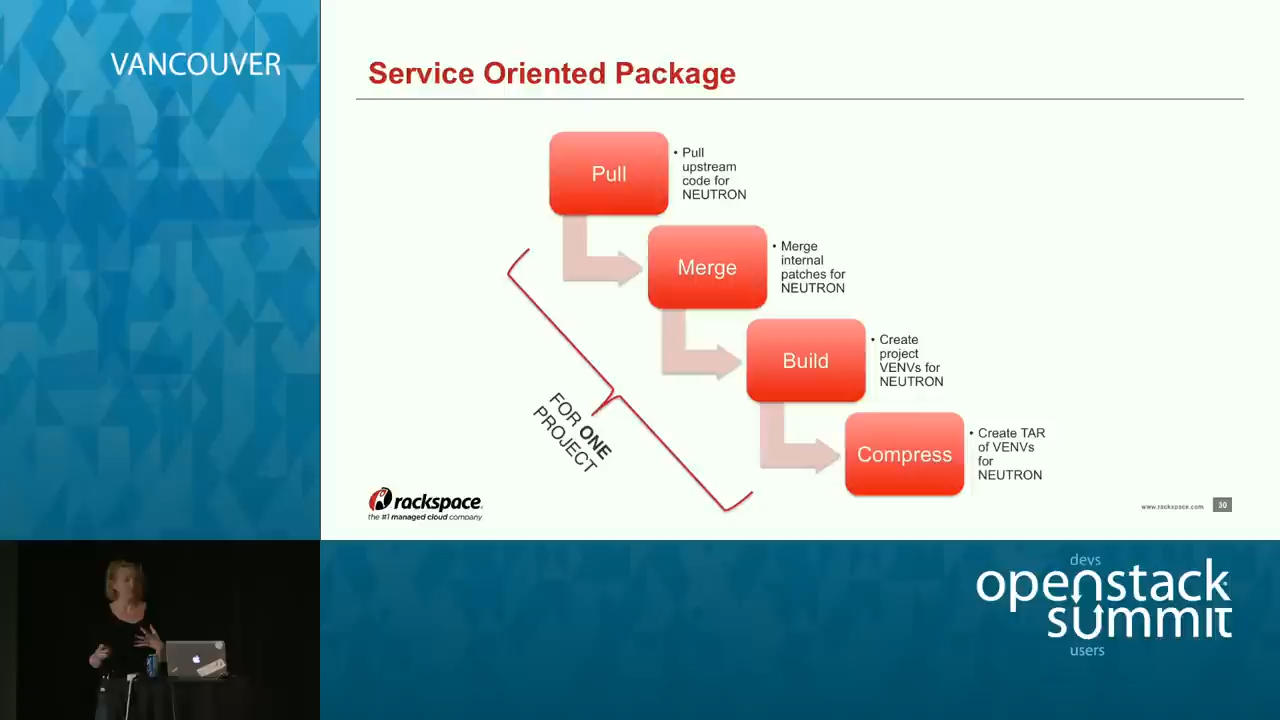 VANCOUVER
Service Oriented Package
Pull
• Pull
upstream
code for
NEUTRON
Merge
• Merge
internal
patches for
NEUTRON
Build
• Create
project
VENVs for
NEUTRON
Compress
• Create TAR
of VENVs
for
NEUTRON
FOR ONE
PROJECT
rackspace
the #1 managed cloud company
www.rackspace.com
30
devs
openstack
summit
users